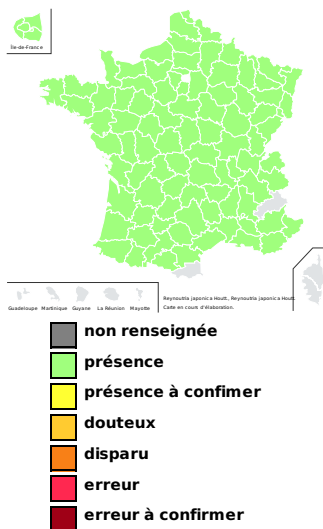 Île-de-France
Guadeloupe Martinique Guyane La Réunion Mayotte
Reynoutria japonica Houtt., Reynoutria japonica Houtt.
Carte en cours d'élaboration.
non renseignée
présence
présence à confimer
douteux
disparu
erreur
erreur à confirmer